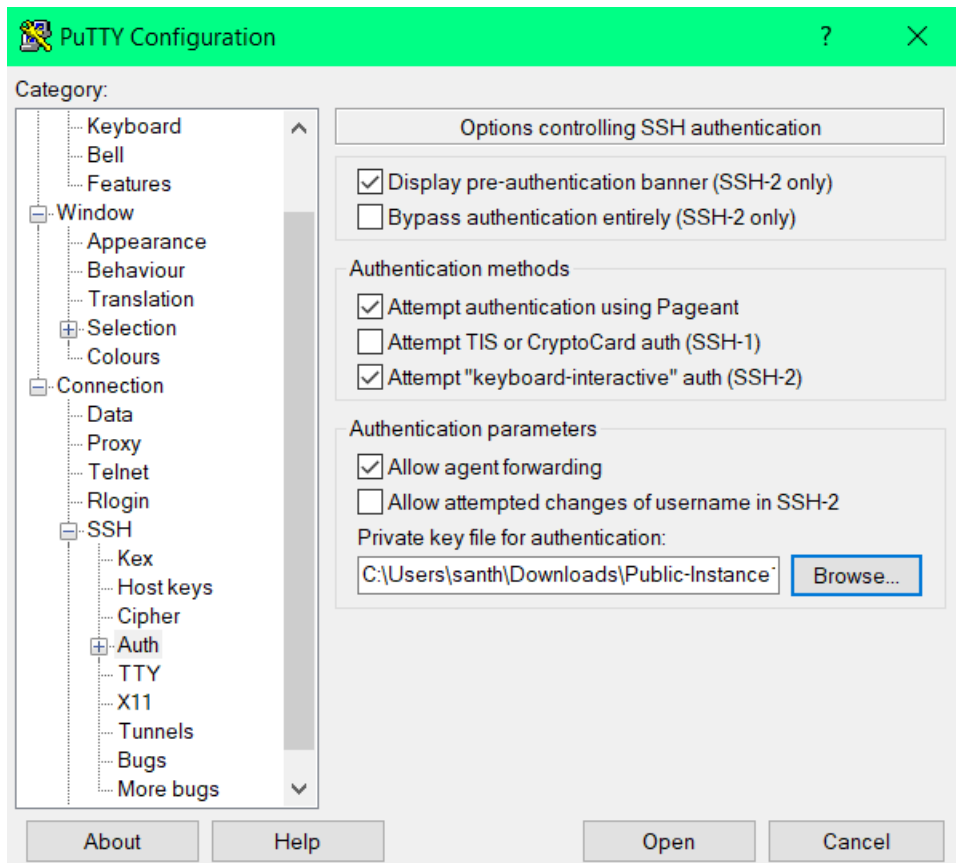 PuTTY Configuration
?
Category:
Keyboard
Bell
Features
Window
Appearance
Behaviour
Translation
Selection
Colours
Connection
Data
Proxy
Telnet
Rlogin
SSH
Kex
Host keys
Cipher
Auth
TTY
X11
Tunnels
Bugs
More bugs
Options controlling SSH authentication
Display pre-authentication banner (SSH-2 only)
Bypass authentication entirely (SSH-2 only)
Authentication methods
Attempt authentication using Pageant
Attempt TIS or CryptoCard auth (SSH-1)
Attempt "keyboard-interactive" auth (SSH-2)
Authentication parameters
Allow agent forwarding
Allow attempted changes of username in SSH-2
Private key file for authentication:
C:\Users\santh\Downloads\Public-Instance
Browse...
About
Help
Open
Cancel